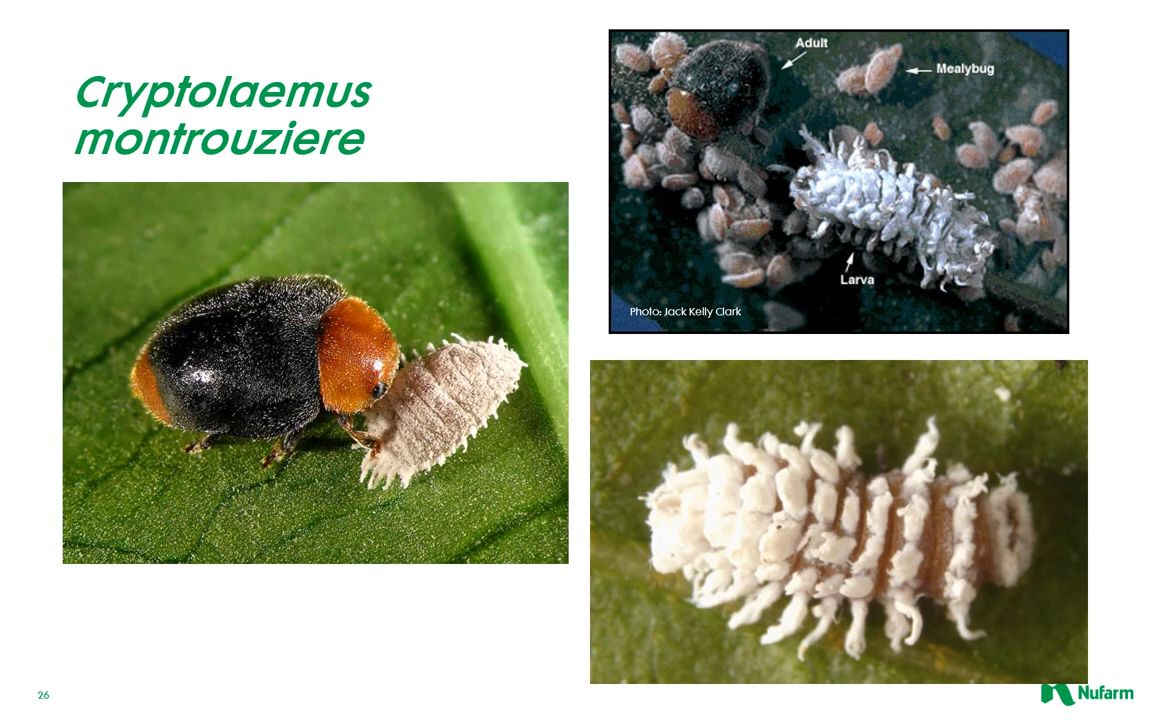 Cryptolaemus
montrouziere
Adult
Mealybug
Larva
Photo: Jack Kelly Clark
26
Nufarm